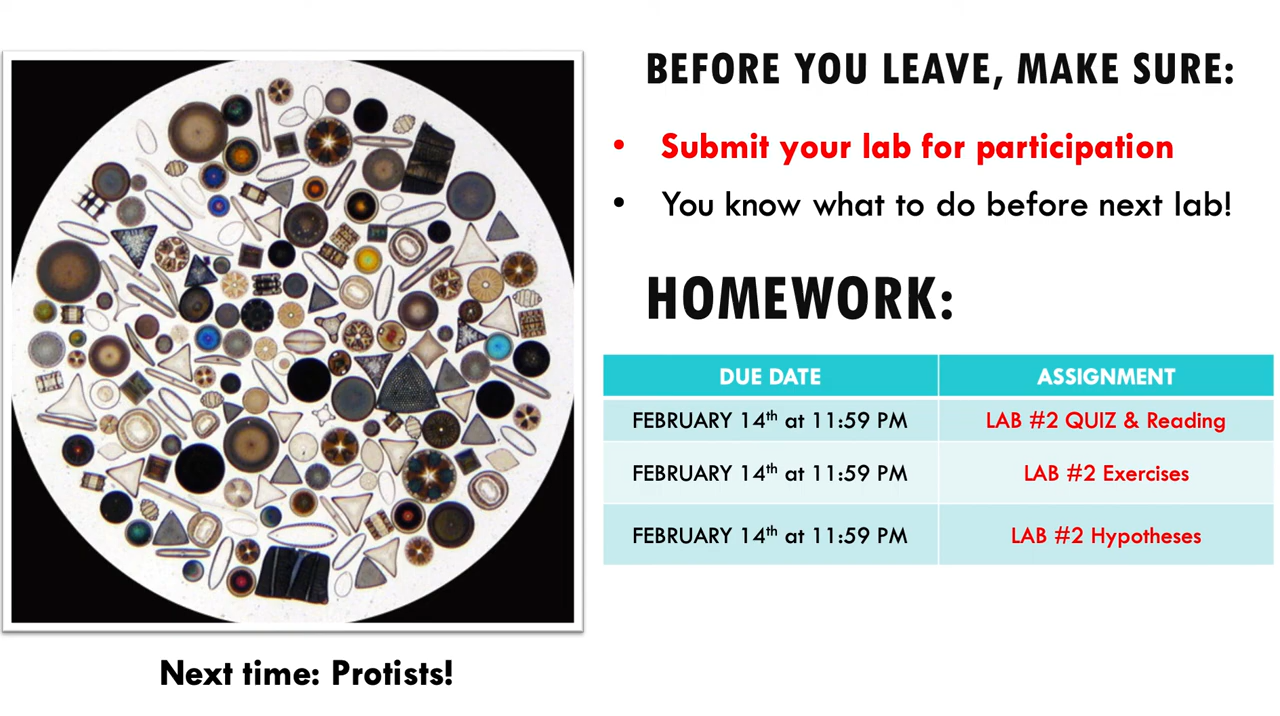 BEFORE YOU LEAVE, MAKE SURE:
• Submit your lab for participation
• You know what to do before next lab!
HOMEWORK:
DUE DATE ASSIGNMENT
FEBRUARY 14th at 11:59 PM LAB #2 QUIZ & Reading
FEBRUARY 14th at 11:59 PM LAB #2 Exercises
FEBRUARY 14th at 11:59 PM LAB #2 Hypotheses
Next time: Protists!